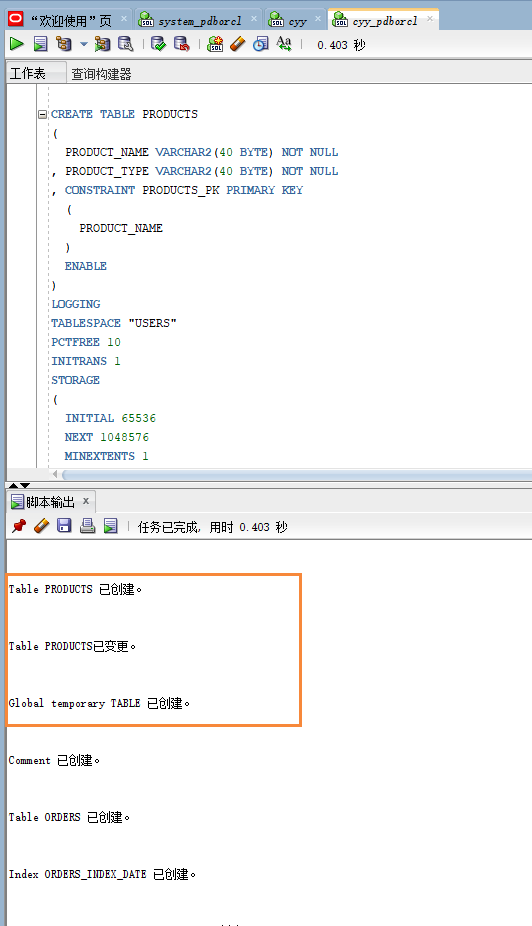 “欢迎使用”页
system_pdborcl
cyy
cyy_pdborcl
0.403 秒
工作表
查询构建器
CREATE TABLE PRODUCTS
(
PRODUCT_NAME VARCHAR2(40 BYTE) NOT NULL
, PRODUCT_TYPE VARCHAR2(40 BYTE) NOT NULL
, CONSTRAINT PRODUCTS_PK PRIMARY KEY
(
PRODUCT_NAME
)
ENABLE
)
LOGGING
TABLESPACE "USERS"
PCTFREE 10
INITRANS 1
STORAGE
(
INITIAL 65536
NEXT 1048576
MINEXTENTS 1
脚本输出 x
任务已完成, 用时 0.403 秒
Table PRODUCTS 已创建。
Table PRODUCTS已变更。
Global temporary TABLE 已创建。
Comment 已创建。
Table ORDERS 已创建。
Index ORDERS_INDEX_DATE 已创建。